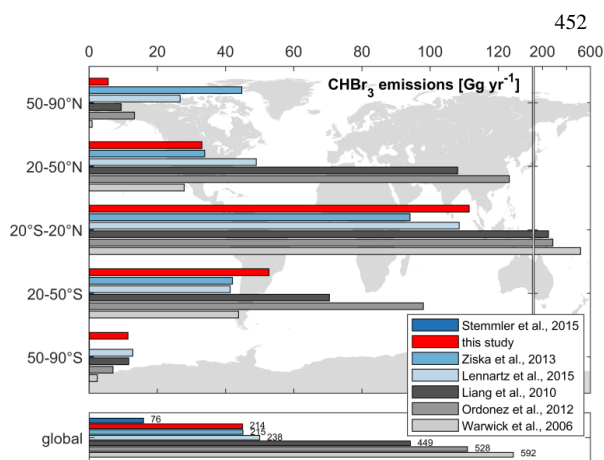 452
0 20 40 60 80 100 120 200 600
CHBr3 emissions [Gg yr-1]
50-90°N
20-50°N
20°S-20°N
20-50°S
50-90°S
Stemmler et al., 2015
this study
Ziska et al., 2013
Lennartz et al., 2015
Liang et al., 2010
Ordonez et al., 2012
Warwick et al., 2006
global
76
214
215
238
449
528
592